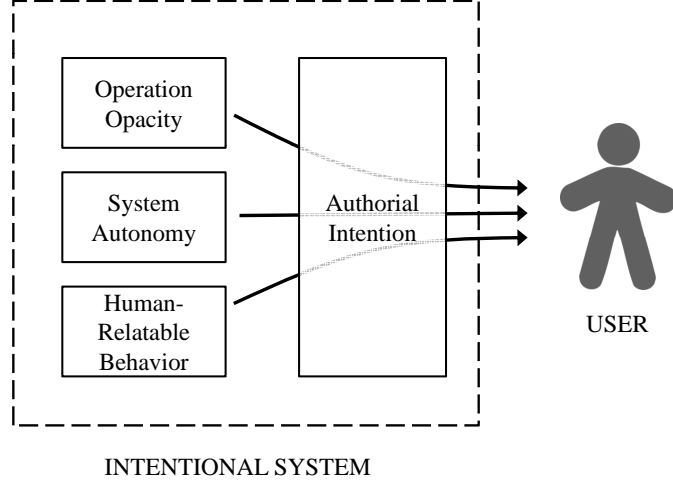 Operation
Opacity
System
Autonomy
Human-
Relatable
Behavior
Authorial
Intention
USER
INTENTIONAL SYSTEM